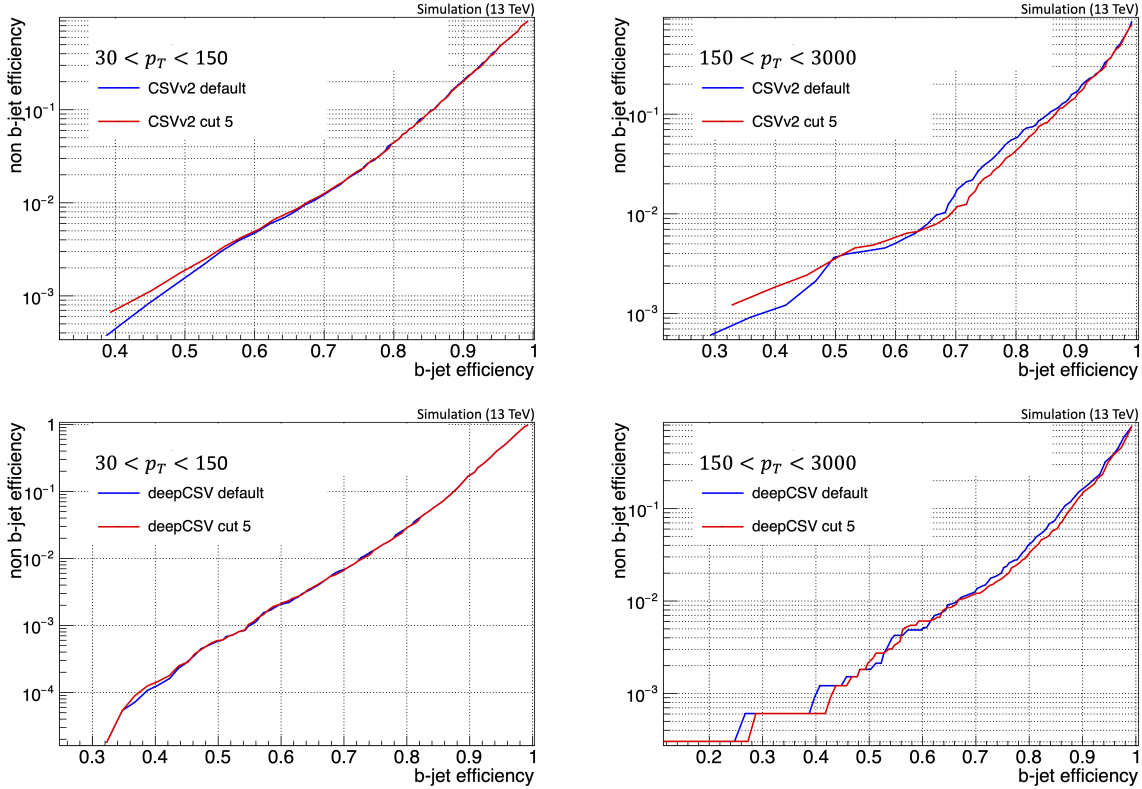 Simulation (13 TeV)
non b-jet efficiency
30 < p_T < 150
CSVv2 default
CSVv2 cut 5
10⁻¹
10⁻²
10⁻³
0.4 0.5 0.6 0.7 0.8 0.9 1
b-jet efficiency
Simulation (13 TeV)
non b-jet efficiency
150 < p_T < 3000
CSVv2 default
CSVv2 cut 5
10⁻¹
10⁻²
10⁻³
0.3 0.4 0.5 0.6 0.7 0.8 0.9 1
b-jet efficiency
Simulation (13 TeV)
non b-jet efficiency
30 < p_T < 150
deepCSV default
deepCSV cut 5
1
10⁻¹
10⁻²
10⁻³
10⁻⁴
0.3 0.4 0.5 0.6 0.7 0.8 0.9 1
b-jet efficiency
Simulation (13 TeV)
non b-jet efficiency
150 < p_T < 3000
deepCSV default
deepCSV cut 5
10⁻¹
10⁻²
10⁻³
0.2 0.3 0.4 0.5 0.6 0.7 0.8 0.9 1
b-jet efficiency